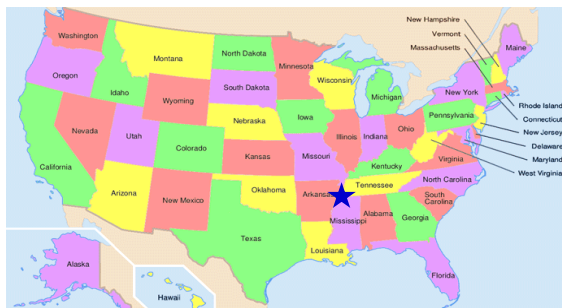 New Hampshire
Vermont
Massachusetts
Washington
Maine
Montana
North Dakota
Minnesota
Oregon
Wisconsin
Idaho
South Dakota
New York
Michigan
Rhode Island
Wyoming
Connecticut
Pennsylvania
Iowa
Nebraska
New Jersey
Nevada
Ohio
Utah
Illinois
Indiana
Delaware
Colorado
Missouri
Virginia
Maryland
Kansas
California
Kentucky
West Virginia
North Carolina
Tennessee
Oklahoma
Arizona
Arkansas
South
Carolina
New Mexico
Mississippi
Alabama
Georgia
Texas
Louisiana
Alaska
Florida
Hawaii